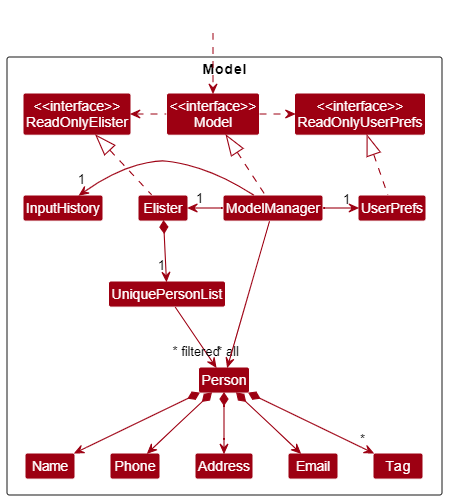 Model
<<interface>>
ReadOnlyElister
<<interface>>
Model
<<interface>>
ReadOnlyUserPrefs
1
InputHistory
Elister
1
ModelManager
1
UserPrefs
1
UniquePersonList
* filtered
* all
Person
*
Name
Phone
Address
Email
Tag